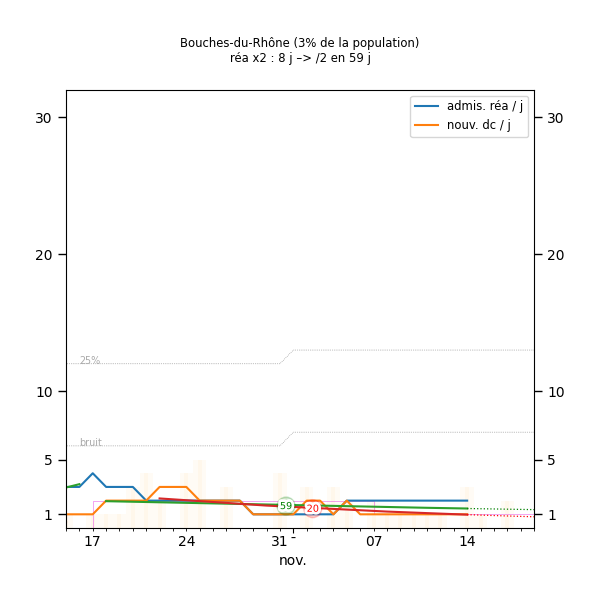 Bouches-du-Rhône (3% de la population)
réa x2 : 8 j –> /2 en 59 j
admis. réa / j
nouv. dc / j
30 30
20 20
25%
10 10
bruit
5 5
59
20
1 1
17 24 31 - 07 14
nov.